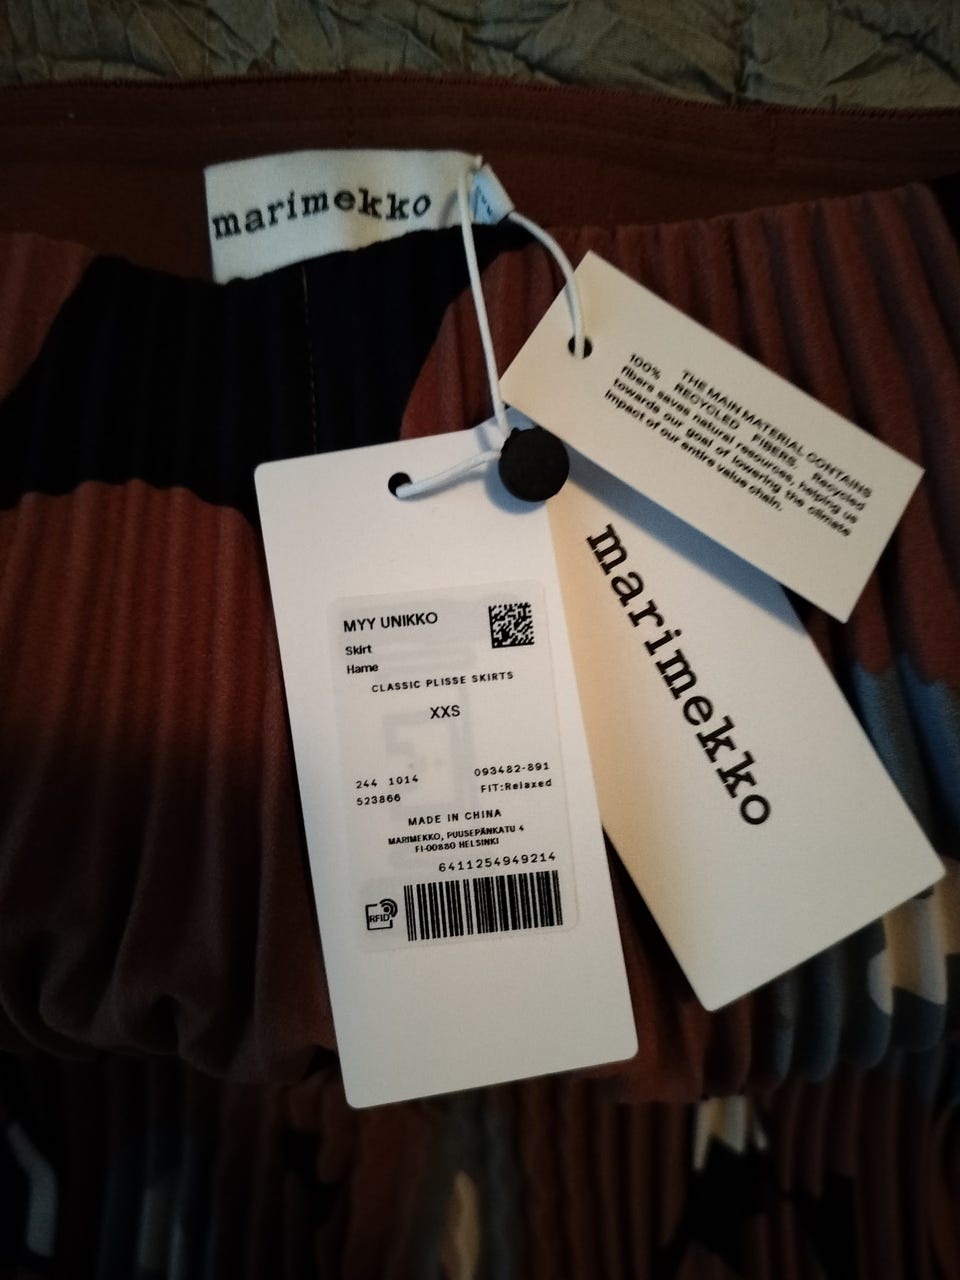 marimekko
THE MAIN MATERIAL CONTAINS
100% RECYCLED FIBERS. Recycled
fibers saves natural resources, helping us
towards our goal of lowering the climate
impact of our entire value chain.
marimekko
MYY UNIKKO
Skirt
Hame
CLASSIC PLISSE SKIRTS
XXS
244 1014 093482-891
523866 FIT:Relaxed
MADE IN CHINA
MARIMEKKO, PUUSEPÄNKATU 4
FI-00880 HELSINKI
6411254949214
RFID